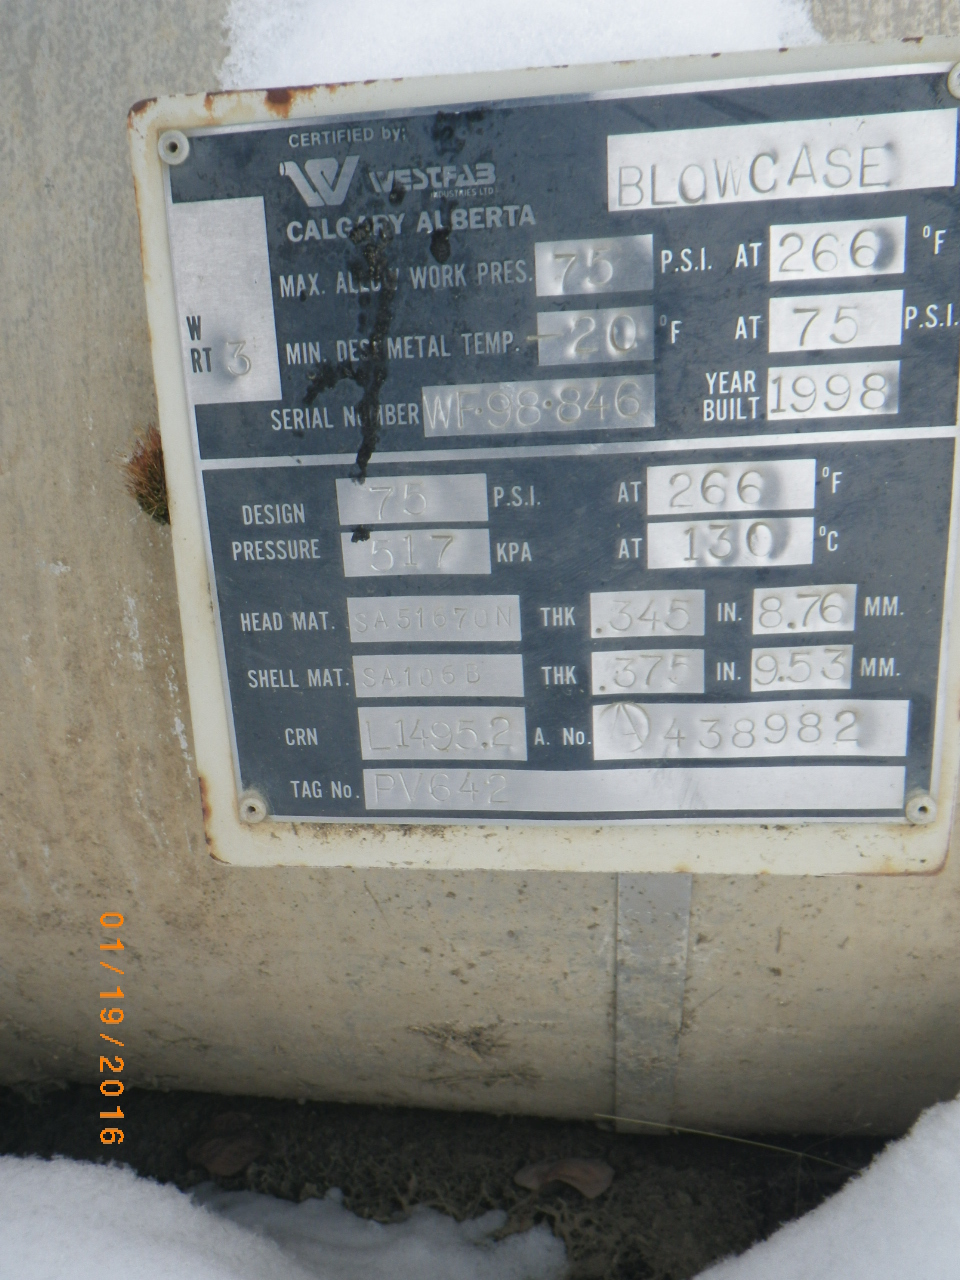 CERTIFIED by:
WESTFAB
INDUSTRIES LTD
CALGARY ALBERTA
BLOWCASE
MAX. ALLOW WORK PRES. 75 P.S.I. AT 266 °F
MIN. DES. METAL TEMP. -20 °F AT 75 P.S.I.
W
RT 3
SERIAL NUMBER WF·98·846 YEAR BUILT 1998
DESIGN PRESSURE 75 P.S.I. AT 266 °F
517 KPA AT 130 °C
HEAD MAT. SA51670N THK .345 IN. 8.76 MM.
SHELL MAT. SA106B THK .375 IN. 9.53 MM.
CRN L1495.2 A. No. A 438982
TAG No. PV642
01/19/2016